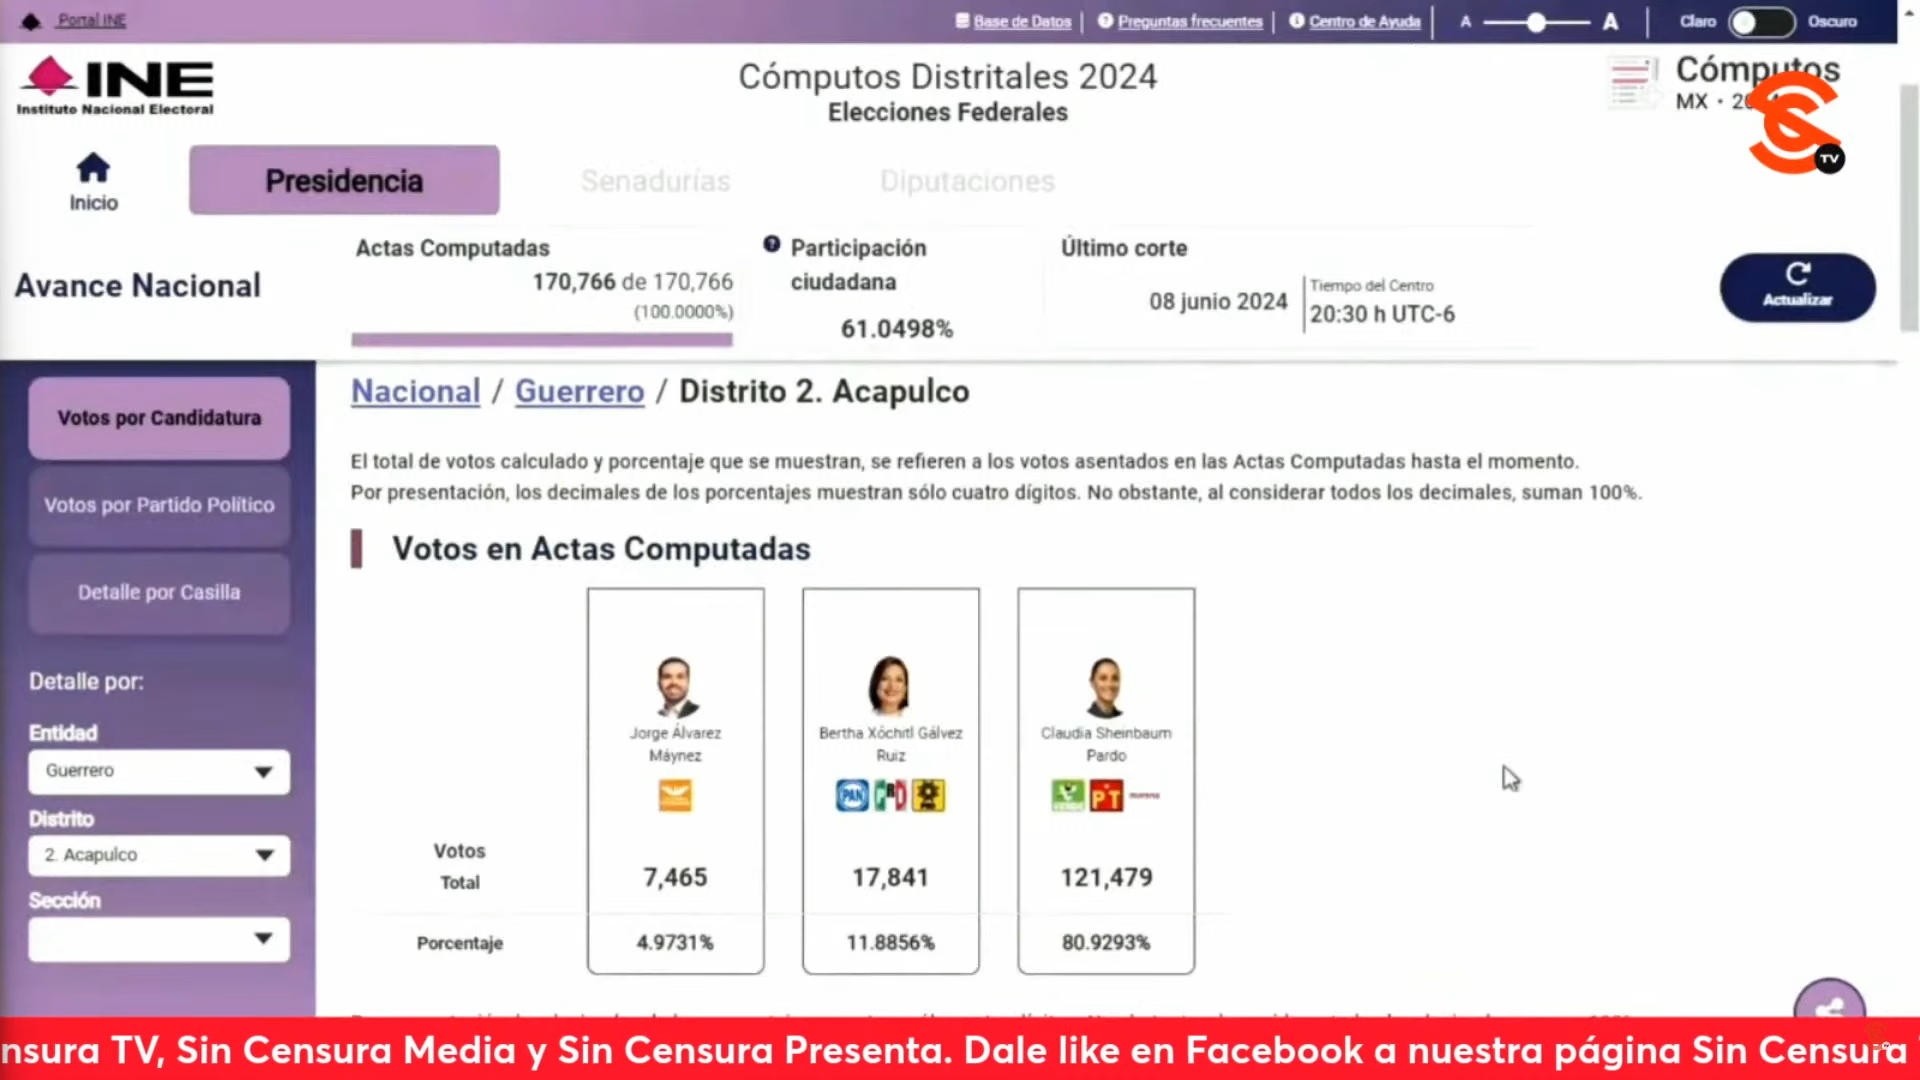 Portal INE
Base de Datos | Preguntas frecuentes | Centro de Ayuda
A A
Claro Oscuro
INE
Instituto Nacional Electoral
Cómputos Distritales 2024
Elecciones Federales
Cómputos
MX · 20
TV
Inicio
Presidencia
Senadurías
Diputaciones
Avance Nacional
Actas Computadas
170,766 de 170,766
(100.0000%)
Participación
ciudadana
61.0498%
Último corte
08 junio 2024
Tiempo del Centro
20:30 h UTC-6
Actualizar
Votos por Candidatura
Votos por Partido Político
Detalle por Casilla
Detalle por:
Entidad
Guerrero
Distrito
2. Acapulco
Sección
Nacional / Guerrero / Distrito 2. Acapulco
El total de votos calculado y porcentaje que se muestran, se refieren a los votos asentados en las Actas Computadas hasta el momento.
Por presentación, los decimales de los porcentajes muestran sólo cuatro dígitos. No obstante, al considerar todos los decimales, suman 100%.
Votos en Actas Computadas
Jorge Álvarez
Máynez
Bertha Xóchitl Gálvez
Ruiz
Claudia Sheinbaum
Pardo
PAN PRD
VERDE PT morena
Votos
Total
7,465
17,841
121,479
Porcentaje
4.9731%
11.8856%
80.9293%
nsura TV, Sin Censura Media y Sin Censura Presenta. Dale like en Facebook a nuestra página Sin Censura